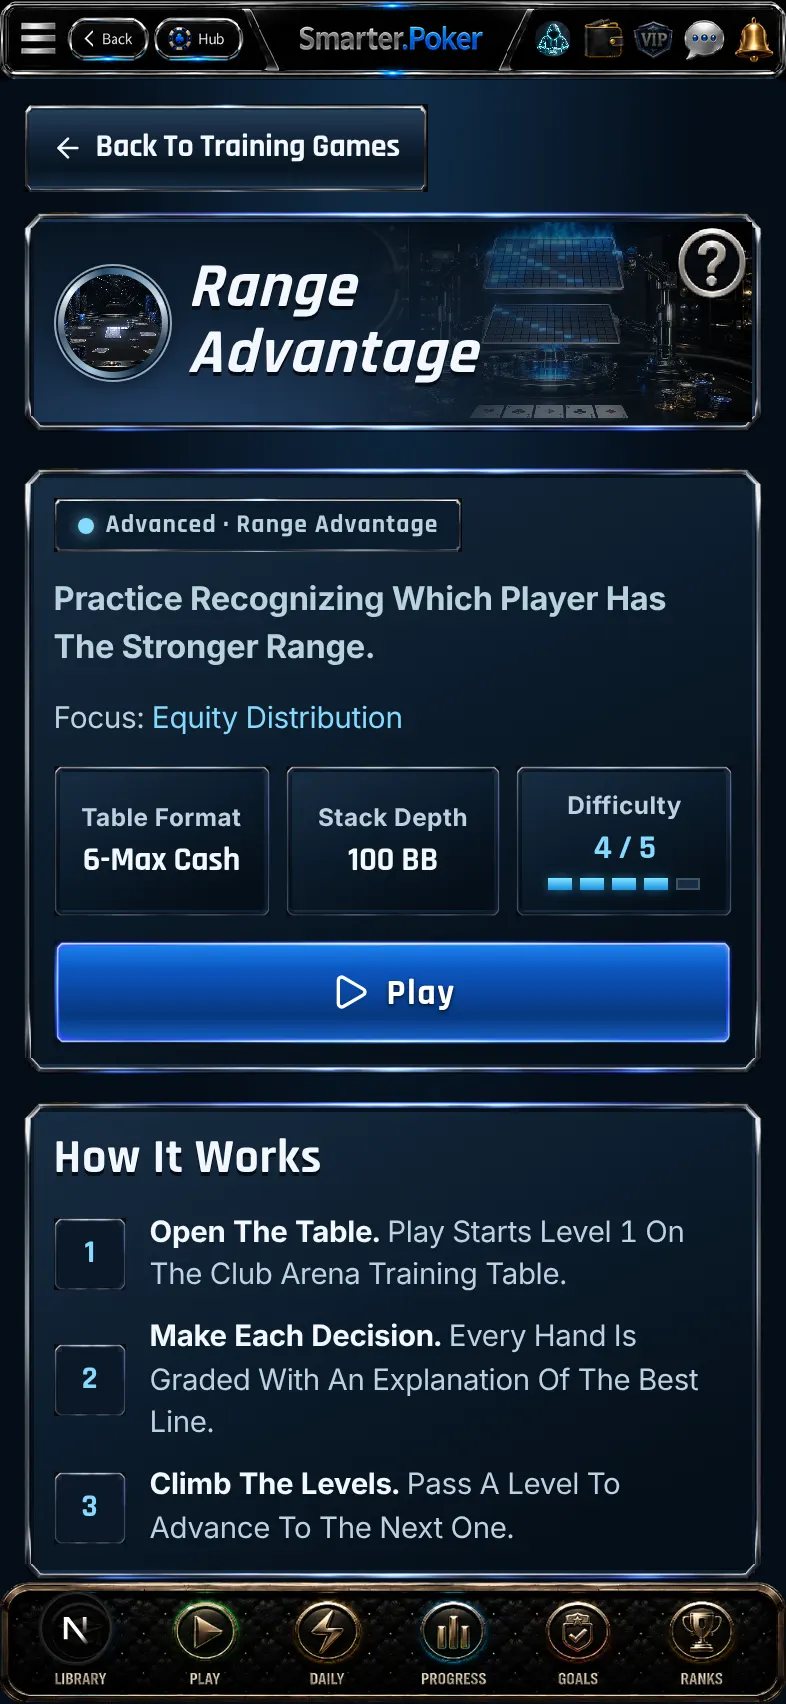 Back
Hub
Smarter.Poker
VIP
Back To Training Games
Range
Advantage
?
Advanced · Range Advantage
Practice Recognizing Which Player Has
The Stronger Range.
Focus: Equity Distribution
Table Format
6-Max Cash
Stack Depth
100 BB
Difficulty
4 / 5
Play
How It Works
1
Open The Table. Play Starts Level 1 On
The Club Arena Training Table.
2
Make Each Decision. Every Hand Is
Graded With An Explanation Of The Best
Line.
3
Climb The Levels. Pass A Level To
Advance To The Next One.
N
LIBRARY
PLAY
DAILY
PROGRESS
GOALS
RANKS